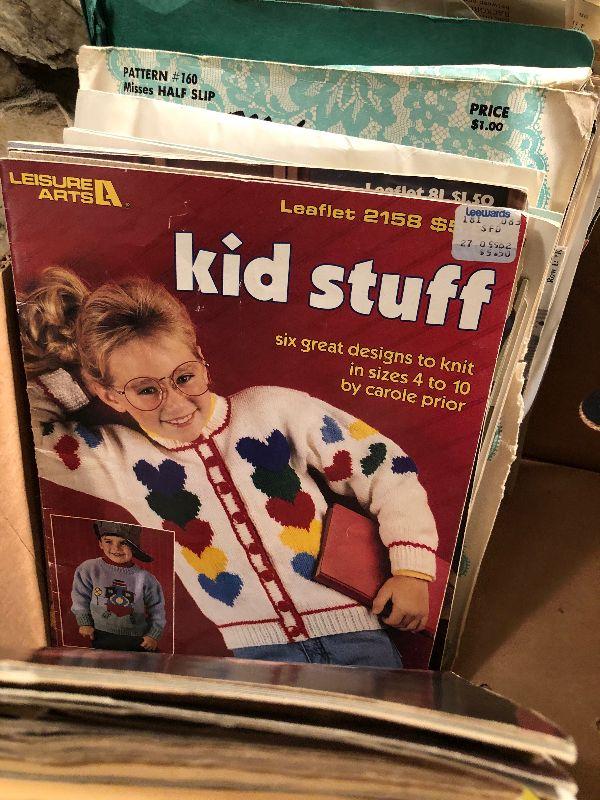 PATTERN #160
Misses HALF SLIP
PRICE
$1.00
Leaflet 81 $1.50
LEISURE
ARTS
Leaflet 2158
Leewards
SFD
kid stuff
six great designs to knit
in sizes 4 to 10
by carole prior